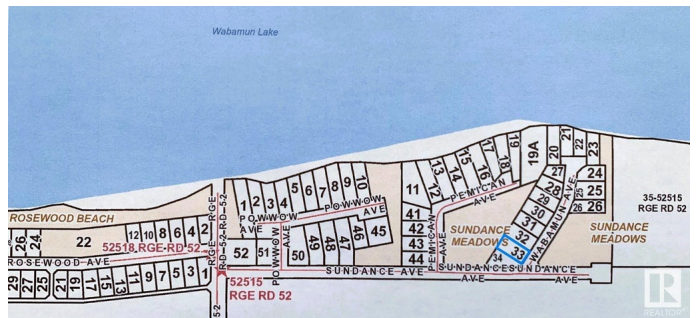 Wabamun Lake
19
17
18
15
16
14
13
12
11
19A
20
21
22
23
27
28
29
30
31
32
33
34
24
25
25
26
26
PEMICAN
AVE
WABAMUN AVE
35-52515
RGE RD 52
SUNDANCE
MEADOWS
SUNDANCE
MEADOWS
1
2
3
4
5
6
7
8
9
10
POWWOW
POWWOW
AVE
41
42
43
44
PEMICAN
AVE
45
46
47
48
49
50
51
52
POWWOW
ROSEWOOD BEACH
26
24
22
12
10
8
6
4
2
52518 RGE-RD 52
ROSEWOOD AVE
29
27
25
21
19
17
15
13
11
9
7
5
3
1
RGE-RD-52
52515
RGE RD 52
SUNDANCE AVE
SUNDANCE
AVE
SUNDANCE
AVE
5-2
REALTOR